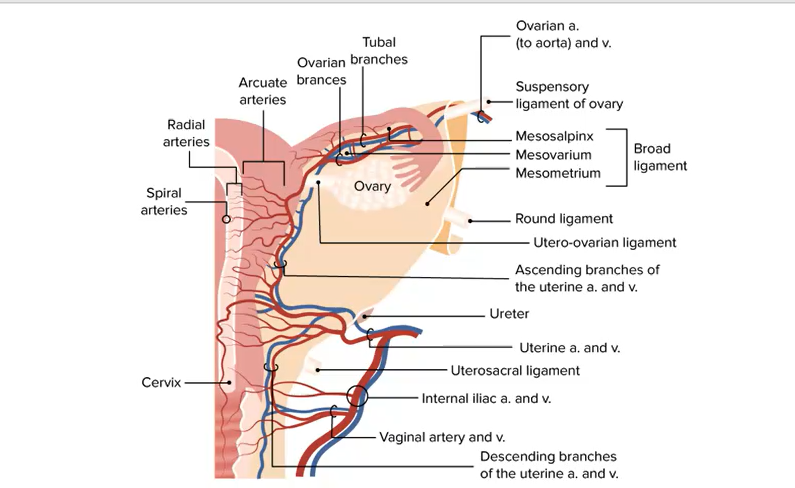 Ovarian a.
(to aorta) and v.
Tubal
branches
Ovarian
brances
Arcuate
arteries
Suspensory
ligament of ovary
Radial
arteries
Mesosalpinx
Mesovarium
Mesometrium
Broad
ligament
Ovary
Spiral
arteries
Round ligament
Utero-ovarian ligament
Ascending branches of
the uterine a. and v.
Ureter
Uterine a. and v.
Uterosacral ligament
Cervix
Internal iliac a. and v.
Vaginal artery and v.
Descending branches
of the uterine a. and v.